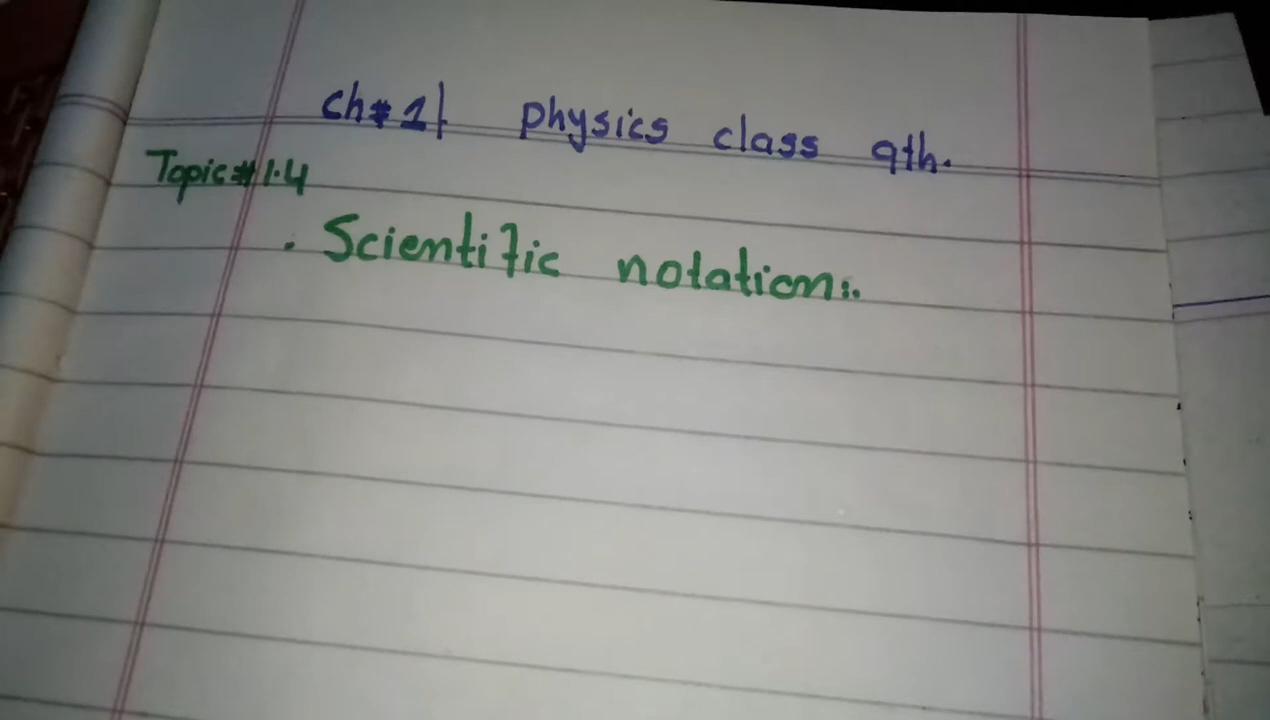 ch#1| physics class 9th.
Topic#1.4
. Scientific notation:.